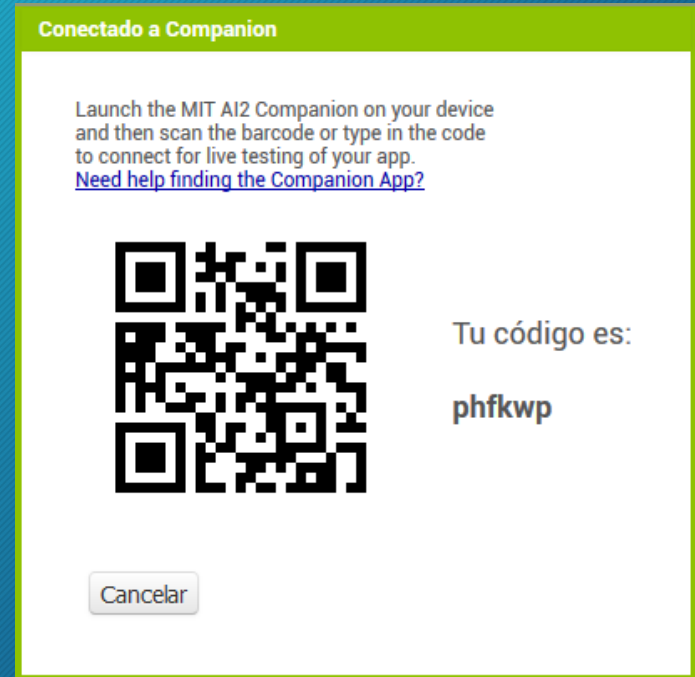 Conectado a Companion
Launch the MIT AI2 Companion on your device
and then scan the barcode or type in the code
to connect for live testing of your app.
Need help finding the Companion App?
Tu código es:
phfkwp
Cancelar